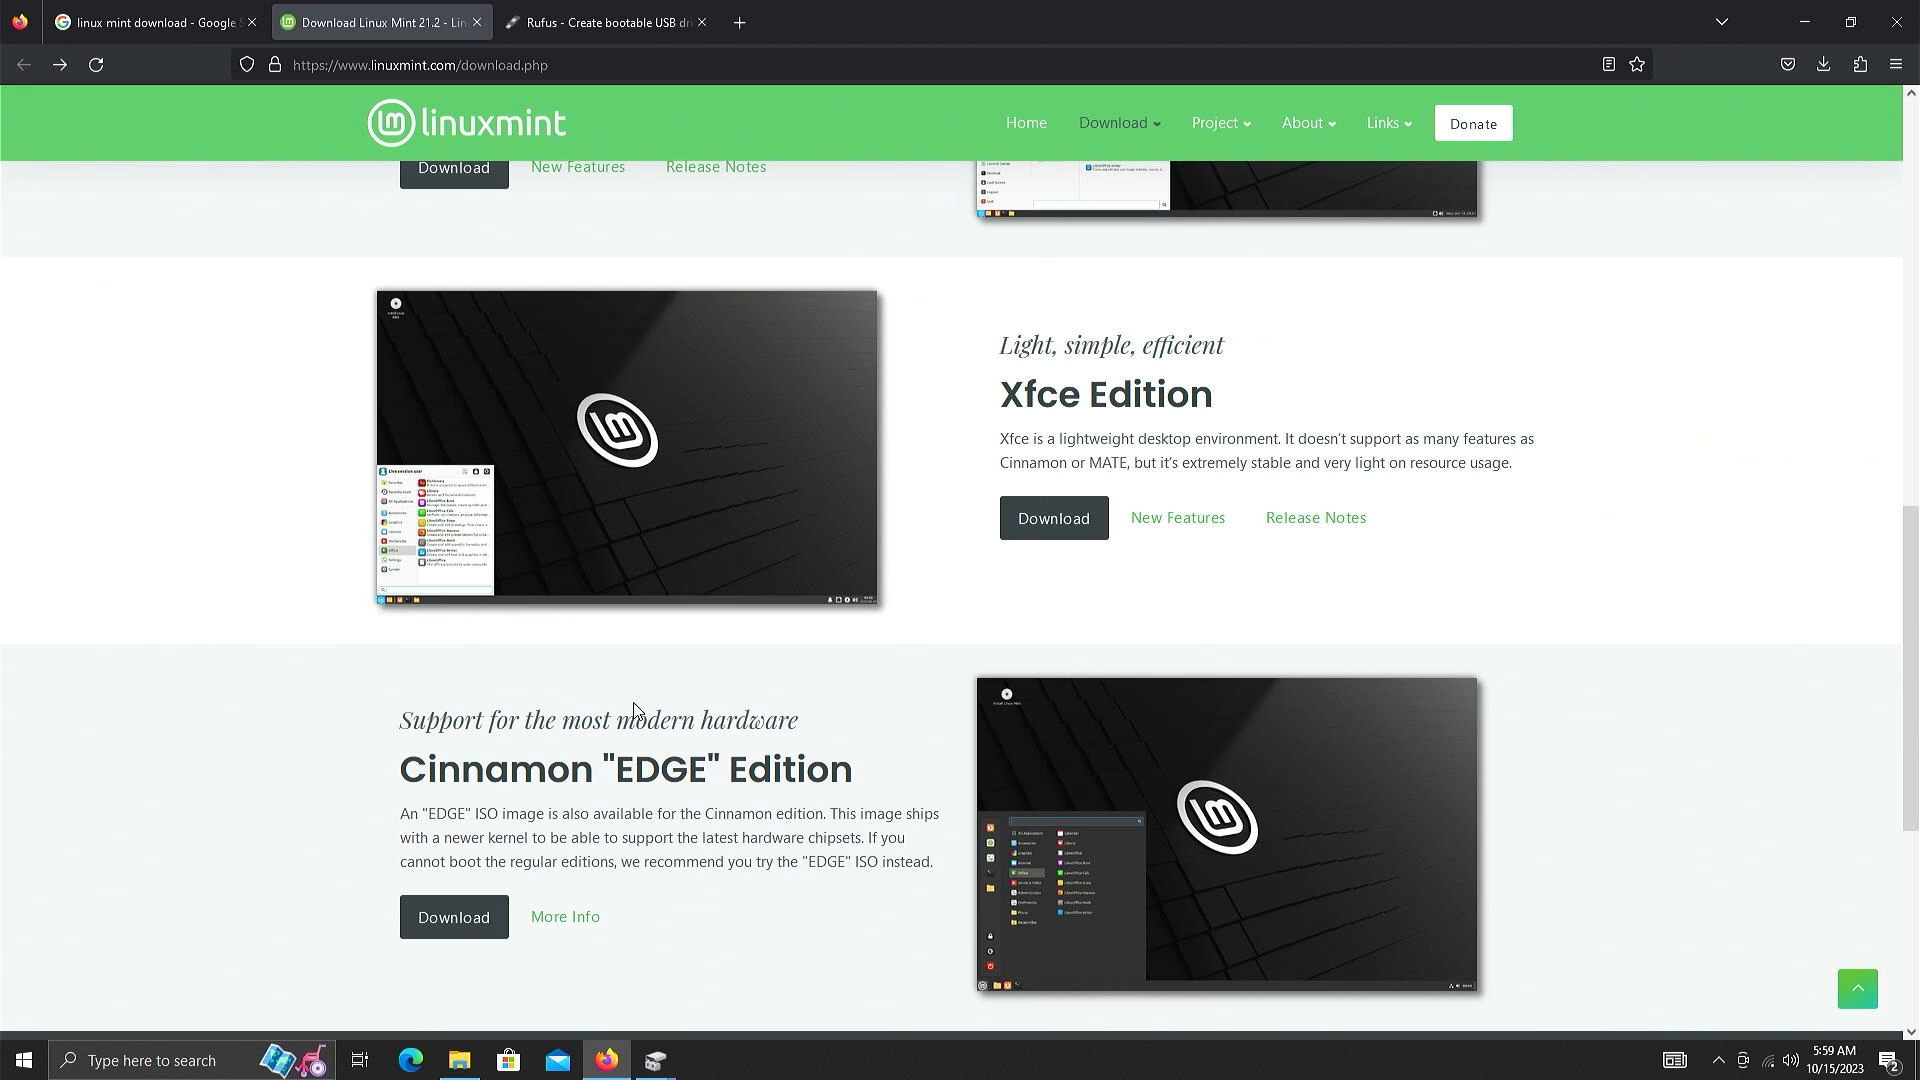 linux mint download - Google S
Download Linux Mint 21.2 - Lin
Rufus - Create bootable USB dri
https://www.linuxmint.com/download.php
linuxmint
Home
Download
Project
About
Links
Donate
Download
New Features
Release Notes
Light, simple, efficient
Xfce Edition
Xfce is a lightweight desktop environment. It doesn't support as many features as
Cinnamon or MATE, but it's extremely stable and very light on resource usage.
Download
New Features
Release Notes
Support for the most modern hardware
Cinnamon "EDGE" Edition
An "EDGE" ISO image is also available for the Cinnamon edition. This image ships
with a newer kernel to be able to support the latest hardware chipsets. If you
cannot boot the regular editions, we recommend you try the "EDGE" ISO instead.
Download
More Info
Type here to search
5:59 AM
10/15/2023
2